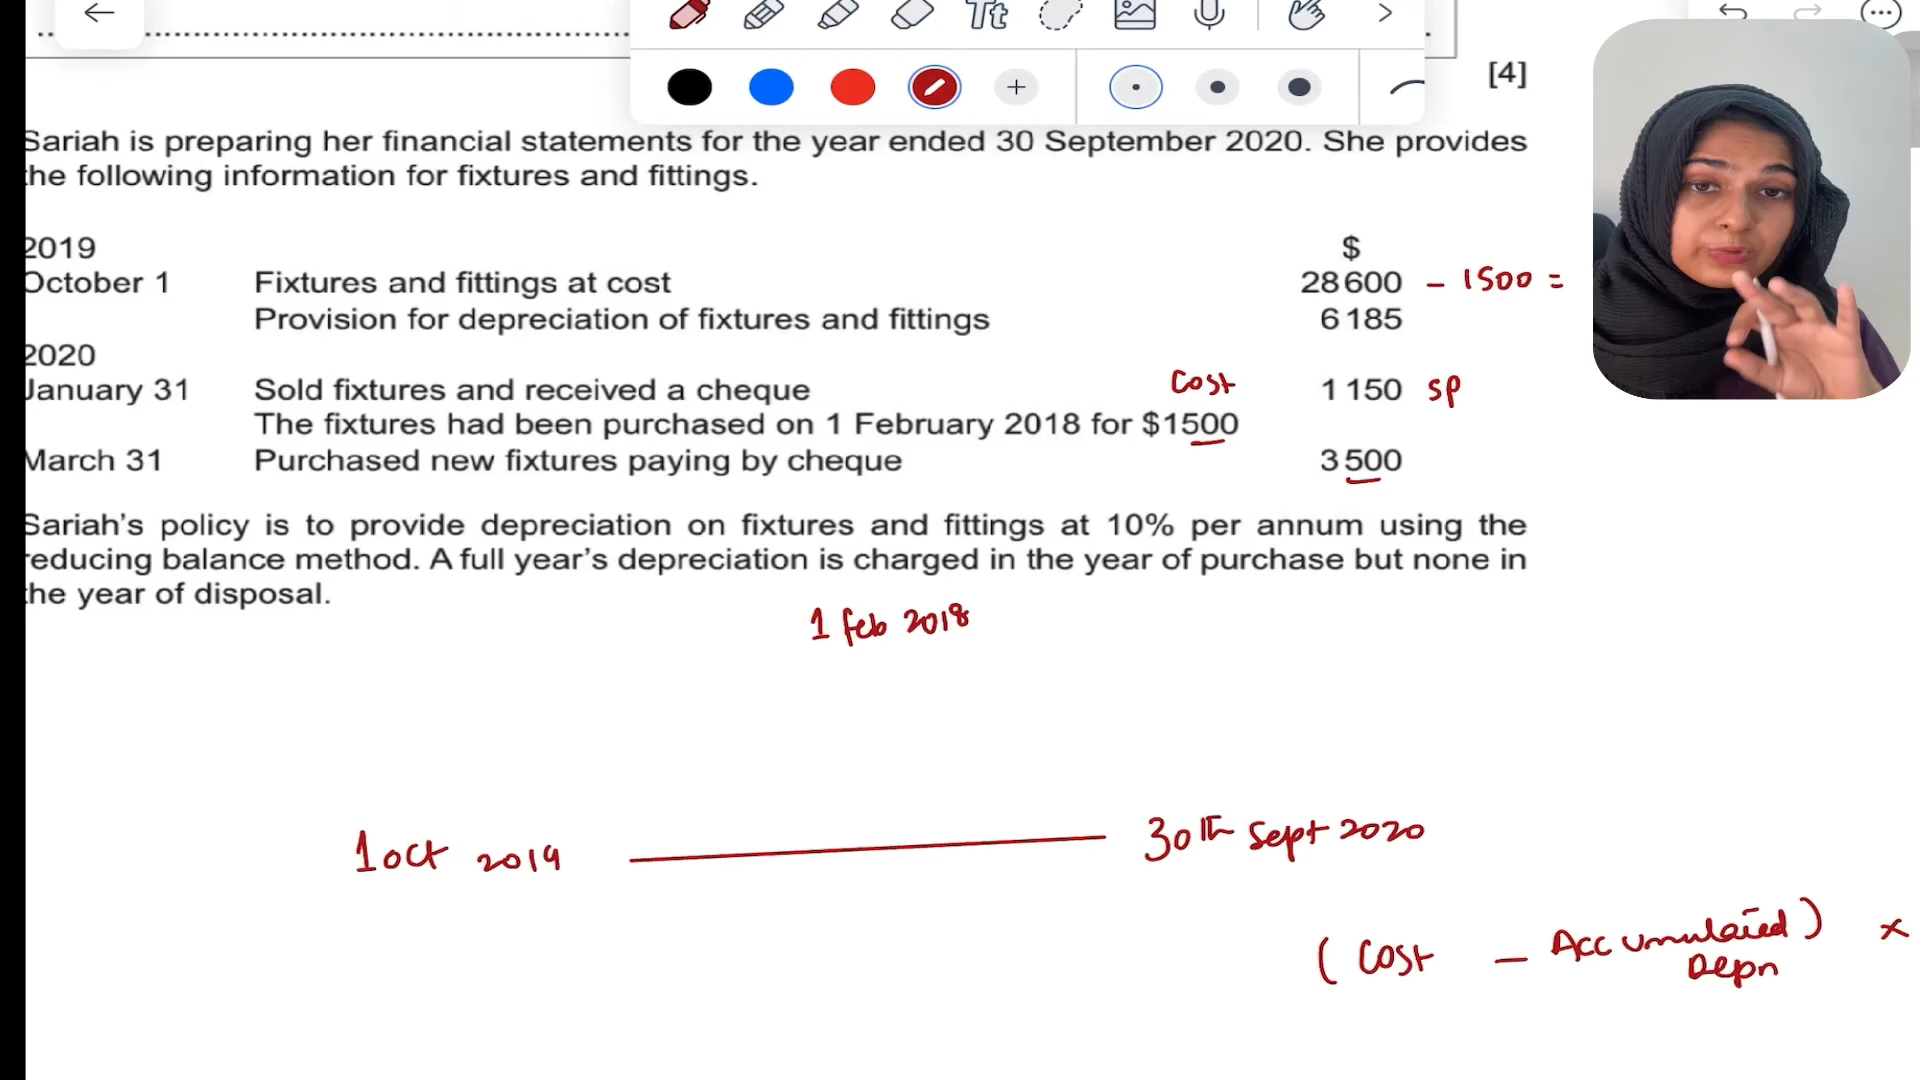 Tt
[4]
Sariah is preparing her financial statements for the year ended 30 September 2020. She provides
the following information for fixtures and fittings.
2019 $
October 1 Fixtures and fittings at cost 28 600 - 1500 =
Provision for depreciation of fixtures and fittings 6 185
2020
January 31 Sold fixtures and received a cheque Cost 1 150 SP
The fixtures had been purchased on 1 February 2018 for $1500
March 31 Purchased new fixtures paying by cheque 3 500
Sariah's policy is to provide depreciation on fixtures and fittings at 10% per annum using the
reducing balance method. A full year's depreciation is charged in the year of purchase but none in
the year of disposal.
1 feb 2018
1 oct 2019 30th Sept 2020
( Cost - Accumulated ) x
Depn